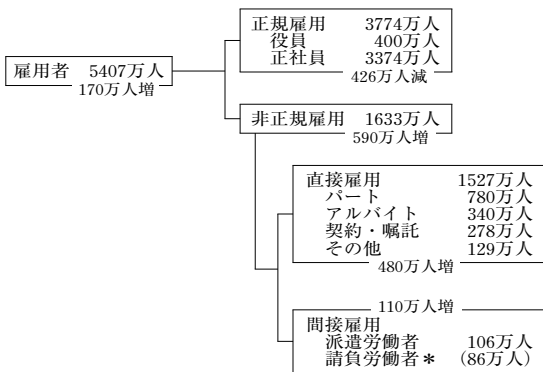 雇用者 5407万人
170万人増
正規雇用 3774万人
役員 400万人
正社員 3374万人
426万人減
非正規雇用 1633万人
590万人増
直接雇用 1527万人
パート 780万人
アルバイト 340万人
契約・嘱託 278万人
その他 129万人
480万人増
110万人増
間接雇用
派遣労働者 106万人
請負労働者* (86万人)